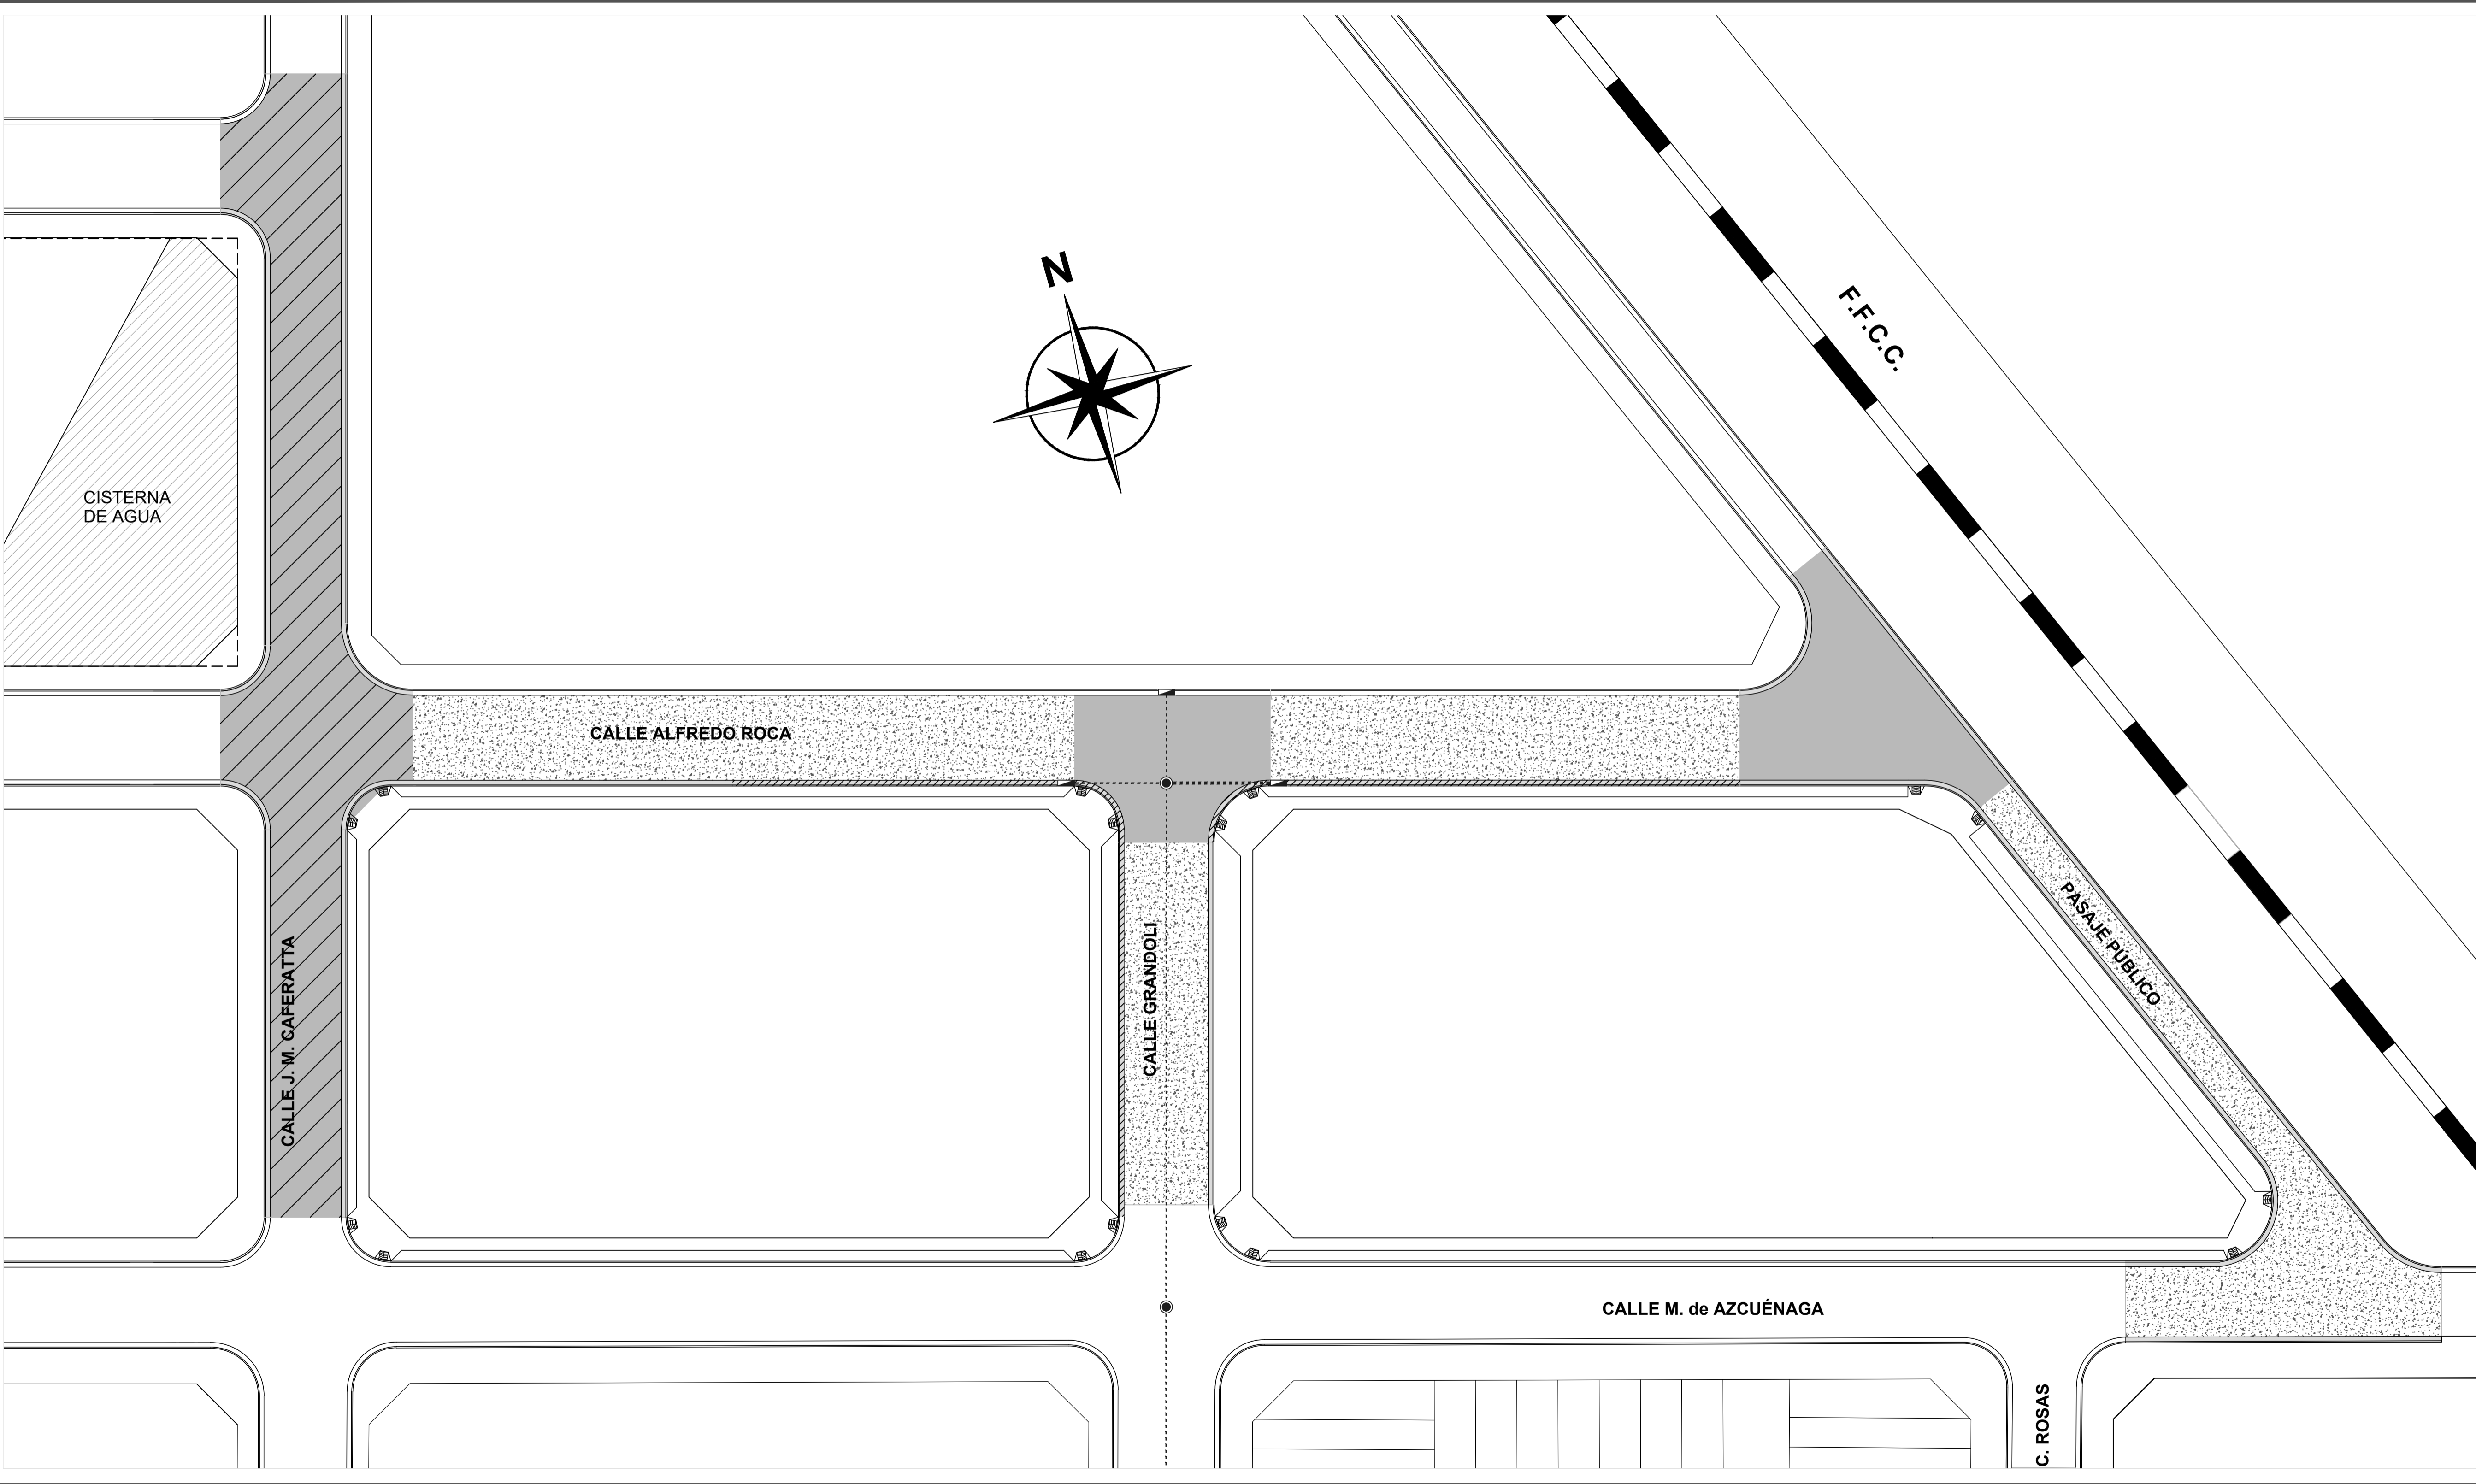 N
F.F.C.C.
CISTERNA
DE AGUA
CALLE ALFREDO ROCA
CALLE J. M. CAFERATTA
CALLE GRANDOLI
PASAJE PÚBLICO
CALLE M. de AZCUÉNAGA
C. ROSAS